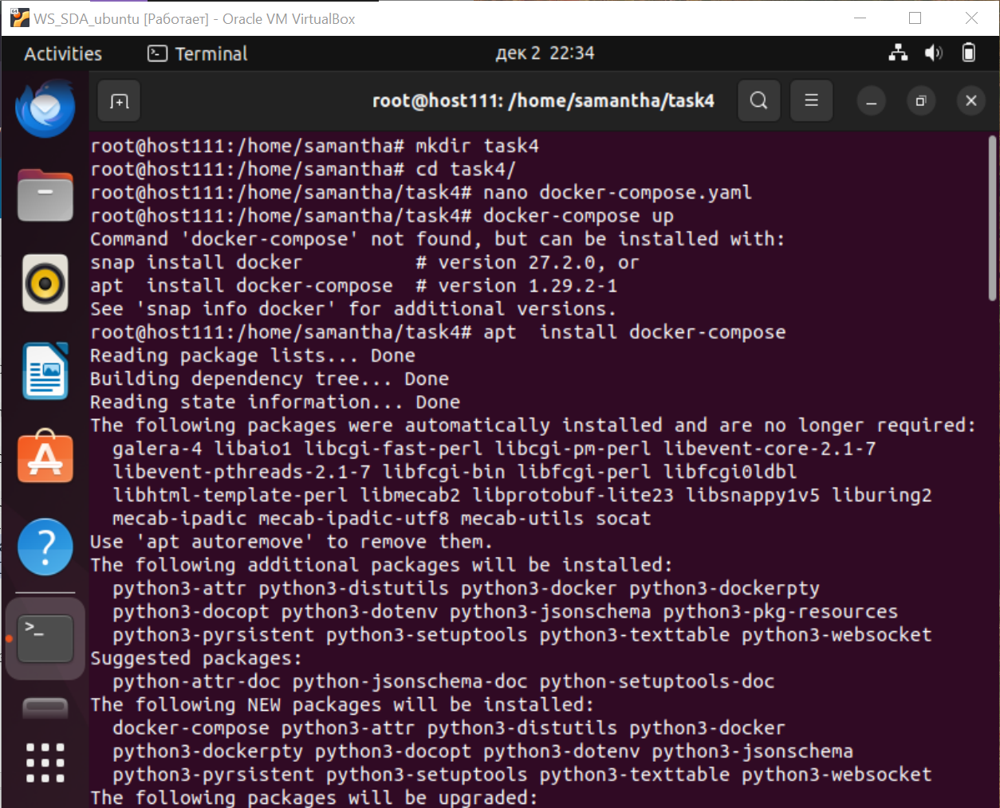 WS_SDA_ubuntu [Работает] - Oracle VM VirtualBox
Activities Terminal дек 2 22:34
root@host111: /home/samantha/task4
root@host111:/home/samantha# mkdir task4
root@host111:/home/samantha# cd task4/
root@host111:/home/samantha/task4# nano docker-compose.yaml
root@host111:/home/samantha/task4# docker-compose up
Command 'docker-compose' not found, but can be installed with:
snap install docker          # version 27.2.0, or
apt  install docker-compose  # version 1.29.2-1
See 'snap info docker' for additional versions.
root@host111:/home/samantha/task4# apt  install docker-compose
Reading package lists... Done
Building dependency tree... Done
Reading state information... Done
The following packages were automatically installed and are no longer required:
  galera-4 libaio1 libcgi-fast-perl libcgi-pm-perl libevent-core-2.1-7
  libevent-pthreads-2.1-7 libfcgi-bin libfcgi-perl libfcgi0ldbl
  libhtml-template-perl libmecab2 libprotobuf-lite23 libsnappy1v5 liburing2
  mecab-ipadic mecab-ipadic-utf8 mecab-utils socat
Use 'apt autoremove' to remove them.
The following additional packages will be installed:
  python3-attr python3-distutils python3-docker python3-dockerpty
  python3-docopt python3-dotenv python3-jsonschema python3-pkg-resources
  python3-pyrsistent python3-setuptools python3-texttable python3-websocket
Suggested packages:
  python-attr-doc python-jsonschema-doc python-setuptools-doc
The following NEW packages will be installed:
  docker-compose python3-attr python3-distutils python3-docker
  python3-dockerpty python3-docopt python3-dotenv python3-jsonschema
  python3-pyrsistent python3-setuptools python3-texttable python3-websocket
The following packages will be upgraded: